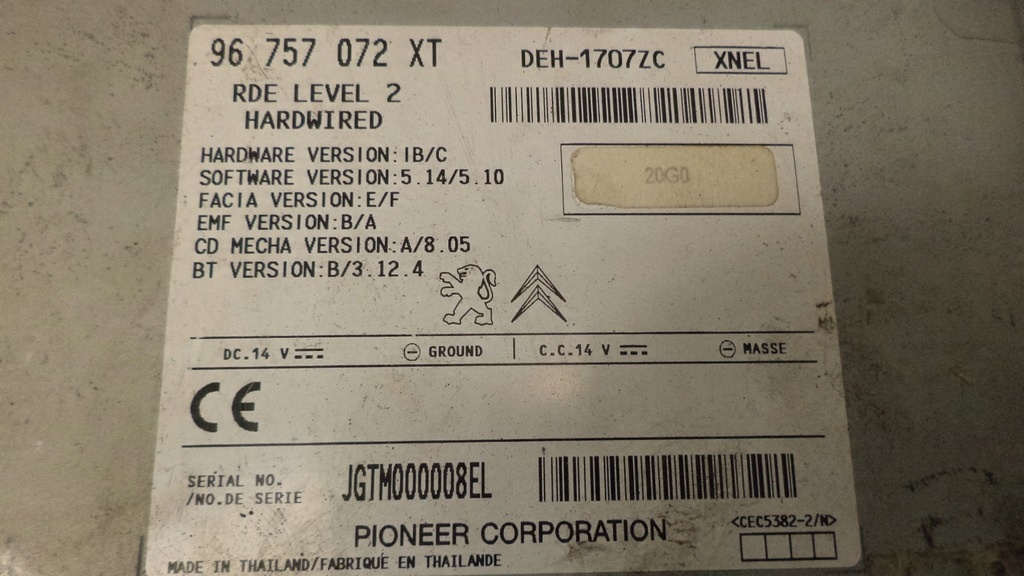 96 757 072 XT
DEH-1707ZC
XNEL
RDE LEVEL 2
HARDWIRED
HARDWARE VERSION:IB/C
SOFTWARE VERSION:5.14/5.10
FACIA VERSION:E/F
EMF VERSION:B/A
CD MECHA VERSION:A/8.05
BT VERSION:B/3.12.4
20G0
DC.14 V ⊖ GROUND | C.C.14 V ⊖ MASSE
CE
SERIAL NO.
/NO.DE SERIE
JGTM000008EL
PIONEER CORPORATION
<CEC5382-2/N>
MADE IN THAILAND/FABRIQUÉ EN THAILANDE